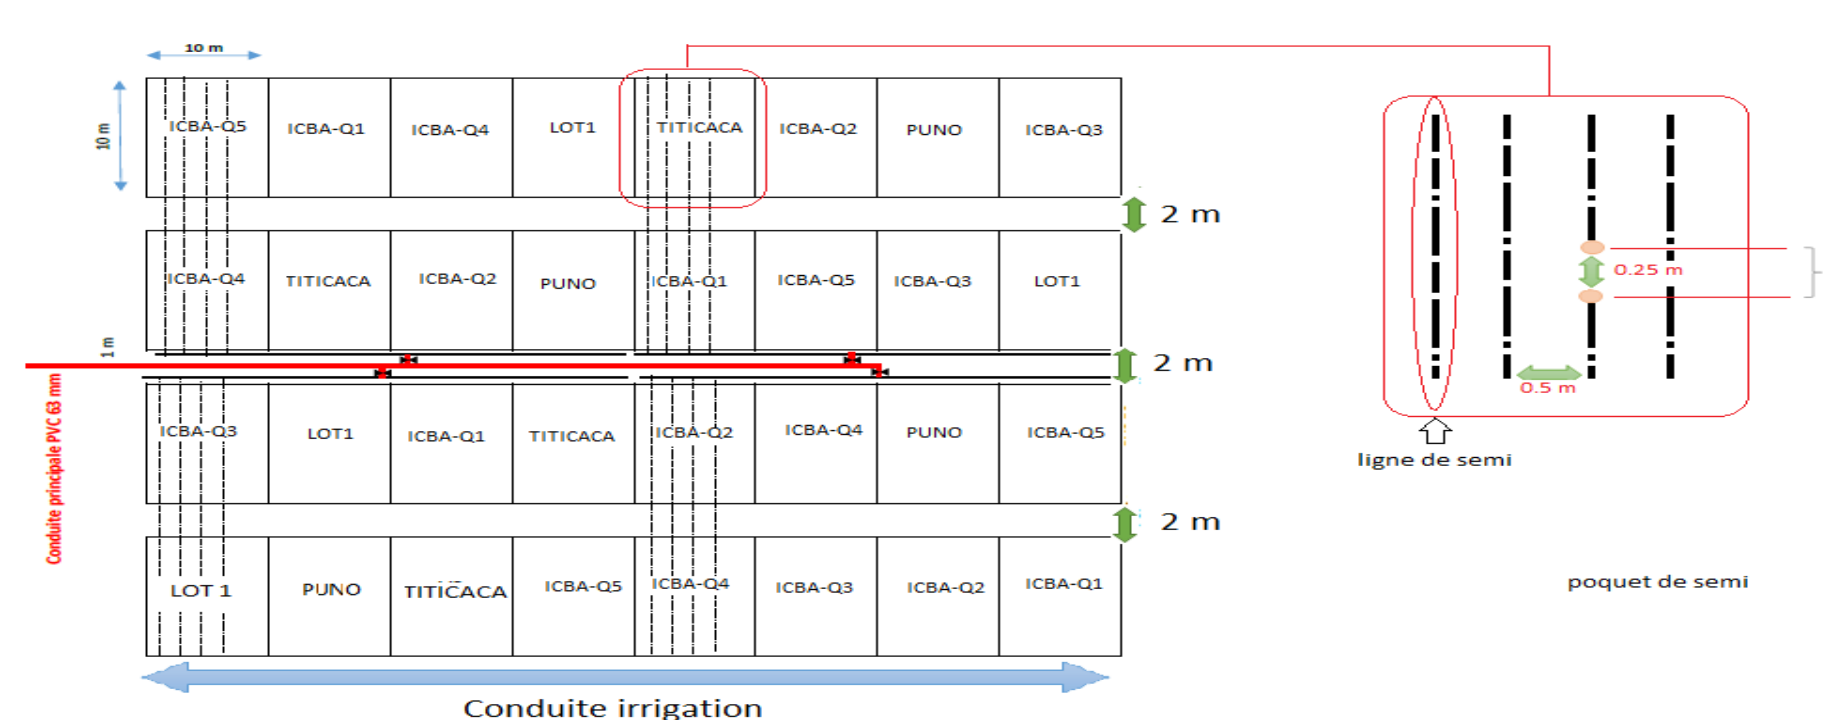 10 m
10 m
ICBA-Q5
ICBA-Q1
ICBA-Q4
LOT1
TITICACA
ICBA-Q2
PUNO
ICBA-Q3
2 m
ICBA-Q4
TITICACA
ICBA-Q2
PUNO
ICBA-Q1
ICBA-Q5
ICBA-Q3
LOT1
0.25 m
1 m
2 m
0.5 m
Conduite principale PVC 63 mm
ICBA-Q3
LOT1
ICBA-Q1
TITICACA
ICBA-Q2
ICBA-Q4
PUNO
ICBA-Q5
ligne de semi
2 m
LOT 1
PUNO
TITICACA
ICBA-Q5
ICBA-Q4
ICBA-Q3
ICBA-Q2
ICBA-Q1
poquet de semi
Conduite irrigation